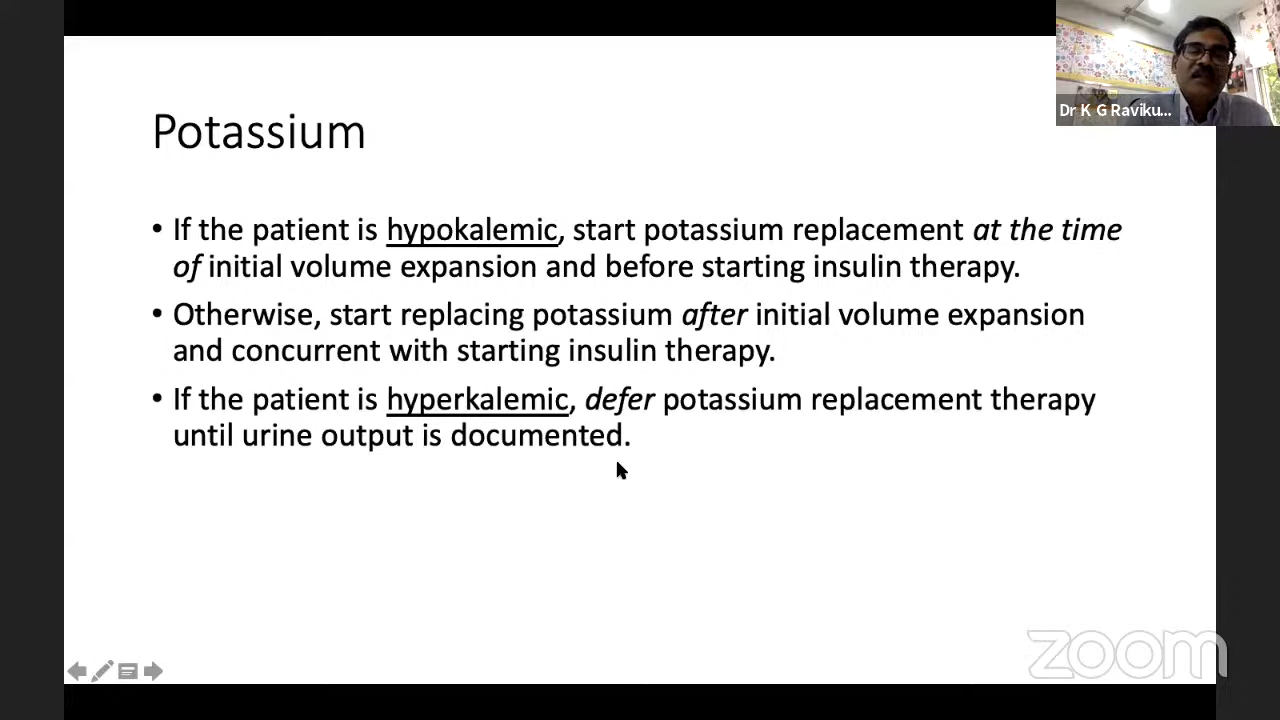 Dr K G Raviku...
Potassium
• If the patient is hypokalemic, start potassium replacement at the time
of initial volume expansion and before starting insulin therapy.
• Otherwise, start replacing potassium after initial volume expansion
and concurrent with starting insulin therapy.
• If the patient is hyperkalemic, defer potassium replacement therapy
until urine output is documented.
zoom